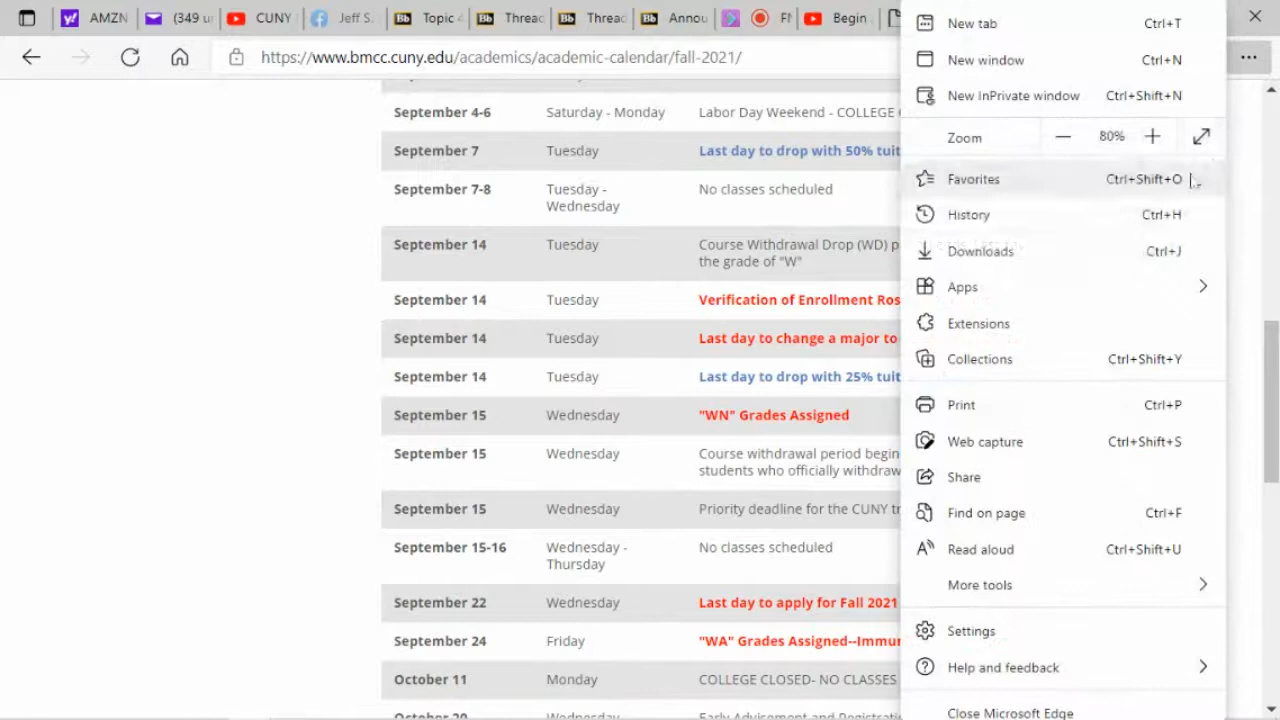 AMZN
(349 u
CUNY
Jeff S.
Topic 4
Threac
Threac
Annou
Begin
https://www.bmcc.cuny.edu/academics/academic-calendar/fall-2021/
September 4-6 Saturday - Monday Labor Day Weekend - COLLEGE
September 7 Tuesday Last day to drop with 50% tuit
September 7-8 Tuesday - No classes scheduled
Wednesday
September 14 Tuesday Course Withdrawal Drop (WD) p
the grade of "W"
September 14 Tuesday Verification of Enrollment Ros
September 14 Tuesday Last day to change a major to
September 14 Tuesday Last day to drop with 25% tuit
September 15 Wednesday "WN" Grades Assigned
September 15 Wednesday Course withdrawal period begin
students who officially withdraw
September 15 Wednesday Priority deadline for the CUNY tr
September 15-16 Wednesday - No classes scheduled
Thursday
September 22 Wednesday Last day to apply for Fall 2021
September 24 Friday "WA" Grades Assigned--Immu
October 11 Monday COLLEGE CLOSED- NO CLASSES
October 20 Wednesday Early Advisement and Registrati
New tab Ctrl+T
New window Ctrl+N
New InPrivate window Ctrl+Shift+N
Zoom 80%
Favorites Ctrl+Shift+O
History Ctrl+H
Downloads Ctrl+J
Apps
Extensions
Collections Ctrl+Shift+Y
Print Ctrl+P
Web capture Ctrl+Shift+S
Share
Find on page Ctrl+F
Read aloud Ctrl+Shift+U
More tools
Settings
Help and feedback
Close Microsoft Edge